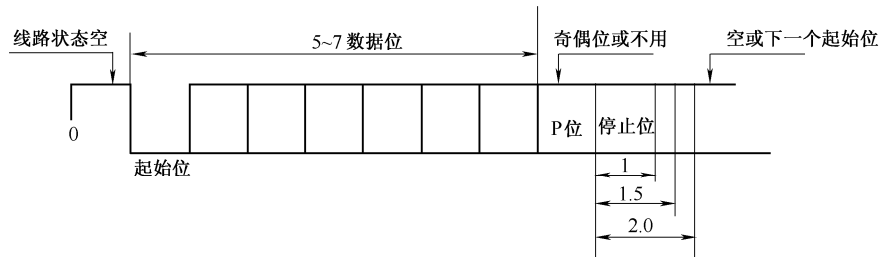 线路状态空
5~7 数据位
奇偶位或不用
空或下一个起始位
0
起始位
P位
停止位
1
1.5
2.0